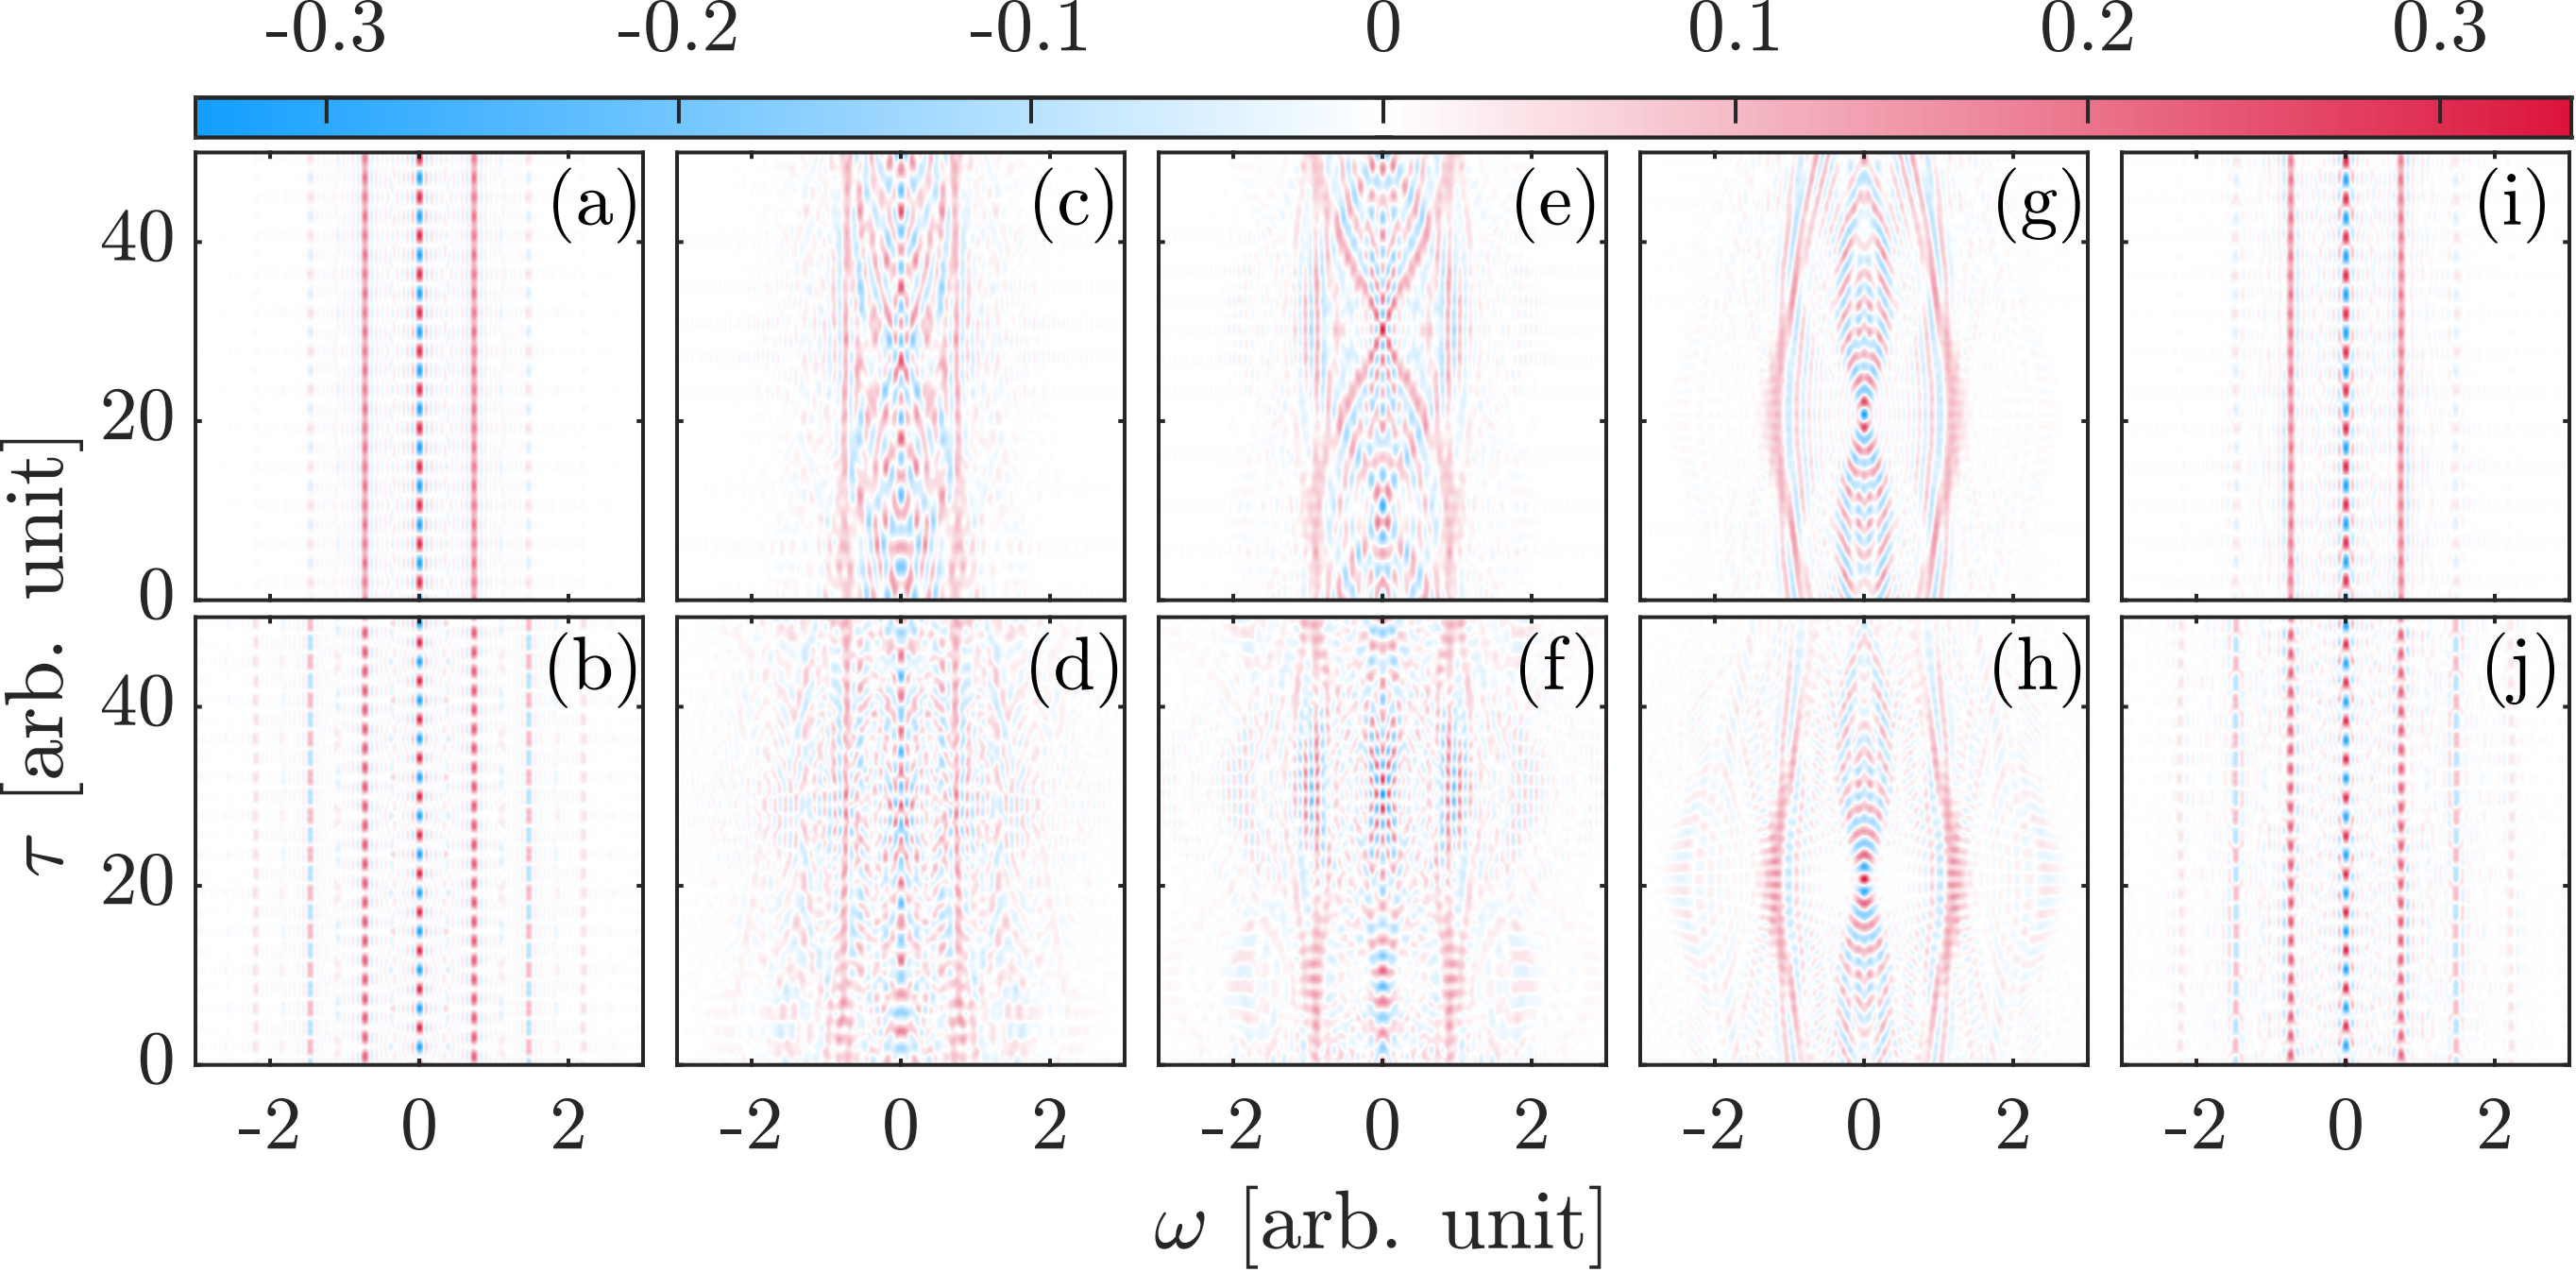 -0.3 -0.2 -0.1 0 0.1 0.2 0.3
(a) (c) (e) (g) (i)
40
20
0
(b) (d) (f) (h) (j)
40
20
0
τ [arb. unit]
-2 0 2 -2 0 2 -2 0 2 -2 0 2 -2 0 2
ω [arb. unit]